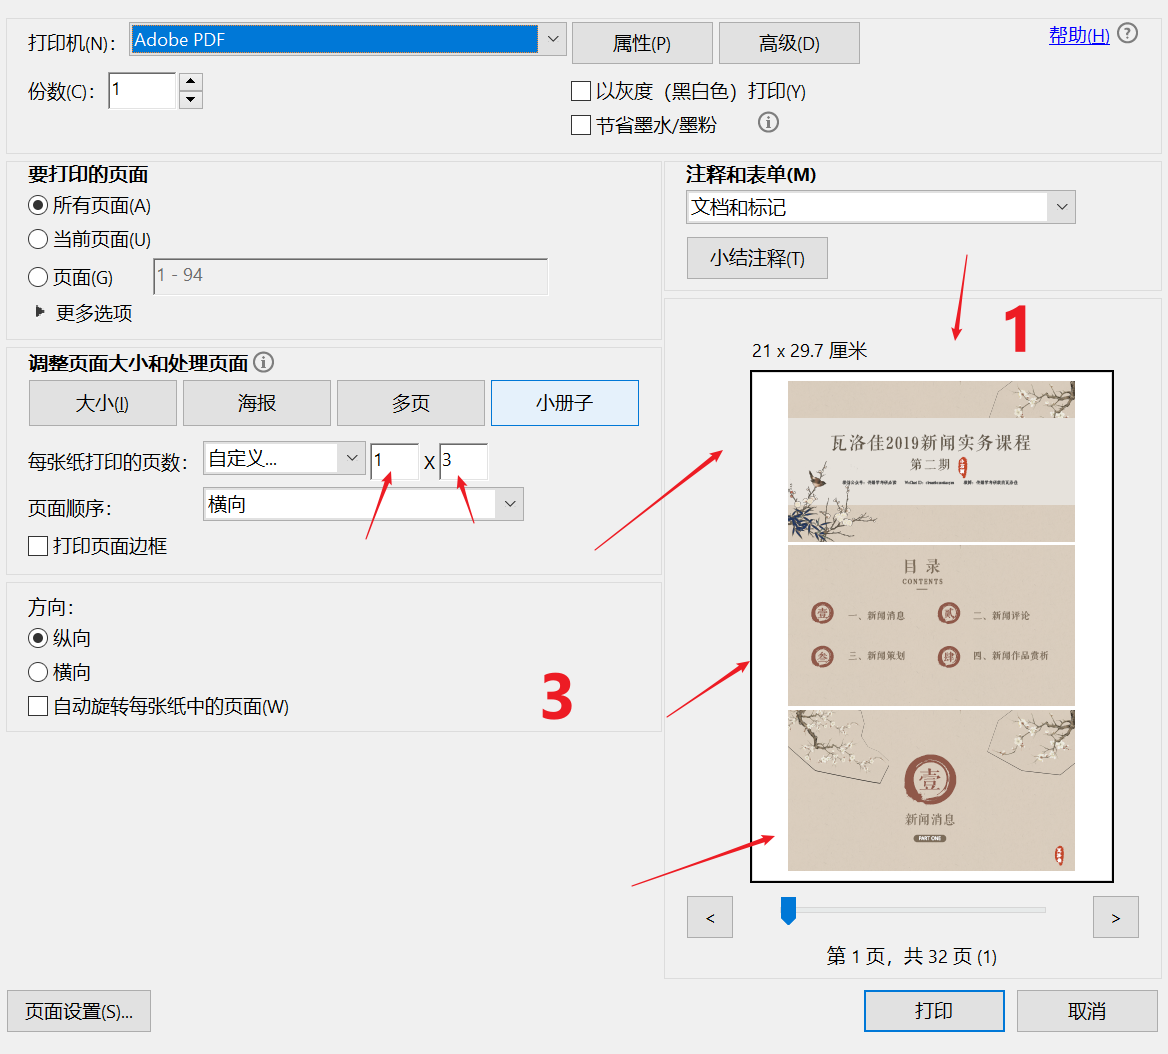 打印机(N):
Adobe PDF
属性(P)
高级(D)
帮助(H)
?
份数(C):
1
以灰度（黑白色）打印(Y)
节省墨水/墨粉
要打印的页面
所有页面(A)
当前页面(U)
页面(G)
1 - 94
更多选项
注释和表单(M)
文档和标记
小结注释(T)
调整页面大小和处理页面
大小(I)
海报
多页
小册子
每张纸打印的页数:
自定义...
1
x
3
页面顺序:
横向
打印页面边框
方向:
纵向
横向
自动旋转每张纸中的页面(W)
3
1
21 x 29.7 厘米
瓦洛佳2019新闻实务课程
第二期
目 录
CONTENTS
壹
一、新闻消息
贰
二、新闻评论
叁
三、新闻策划
肆
四、新闻作品赏析
壹
新闻消息
PART ONE
<
>
第 1 页，共 32 页 (1)
页面设置(S)...
打印
取消